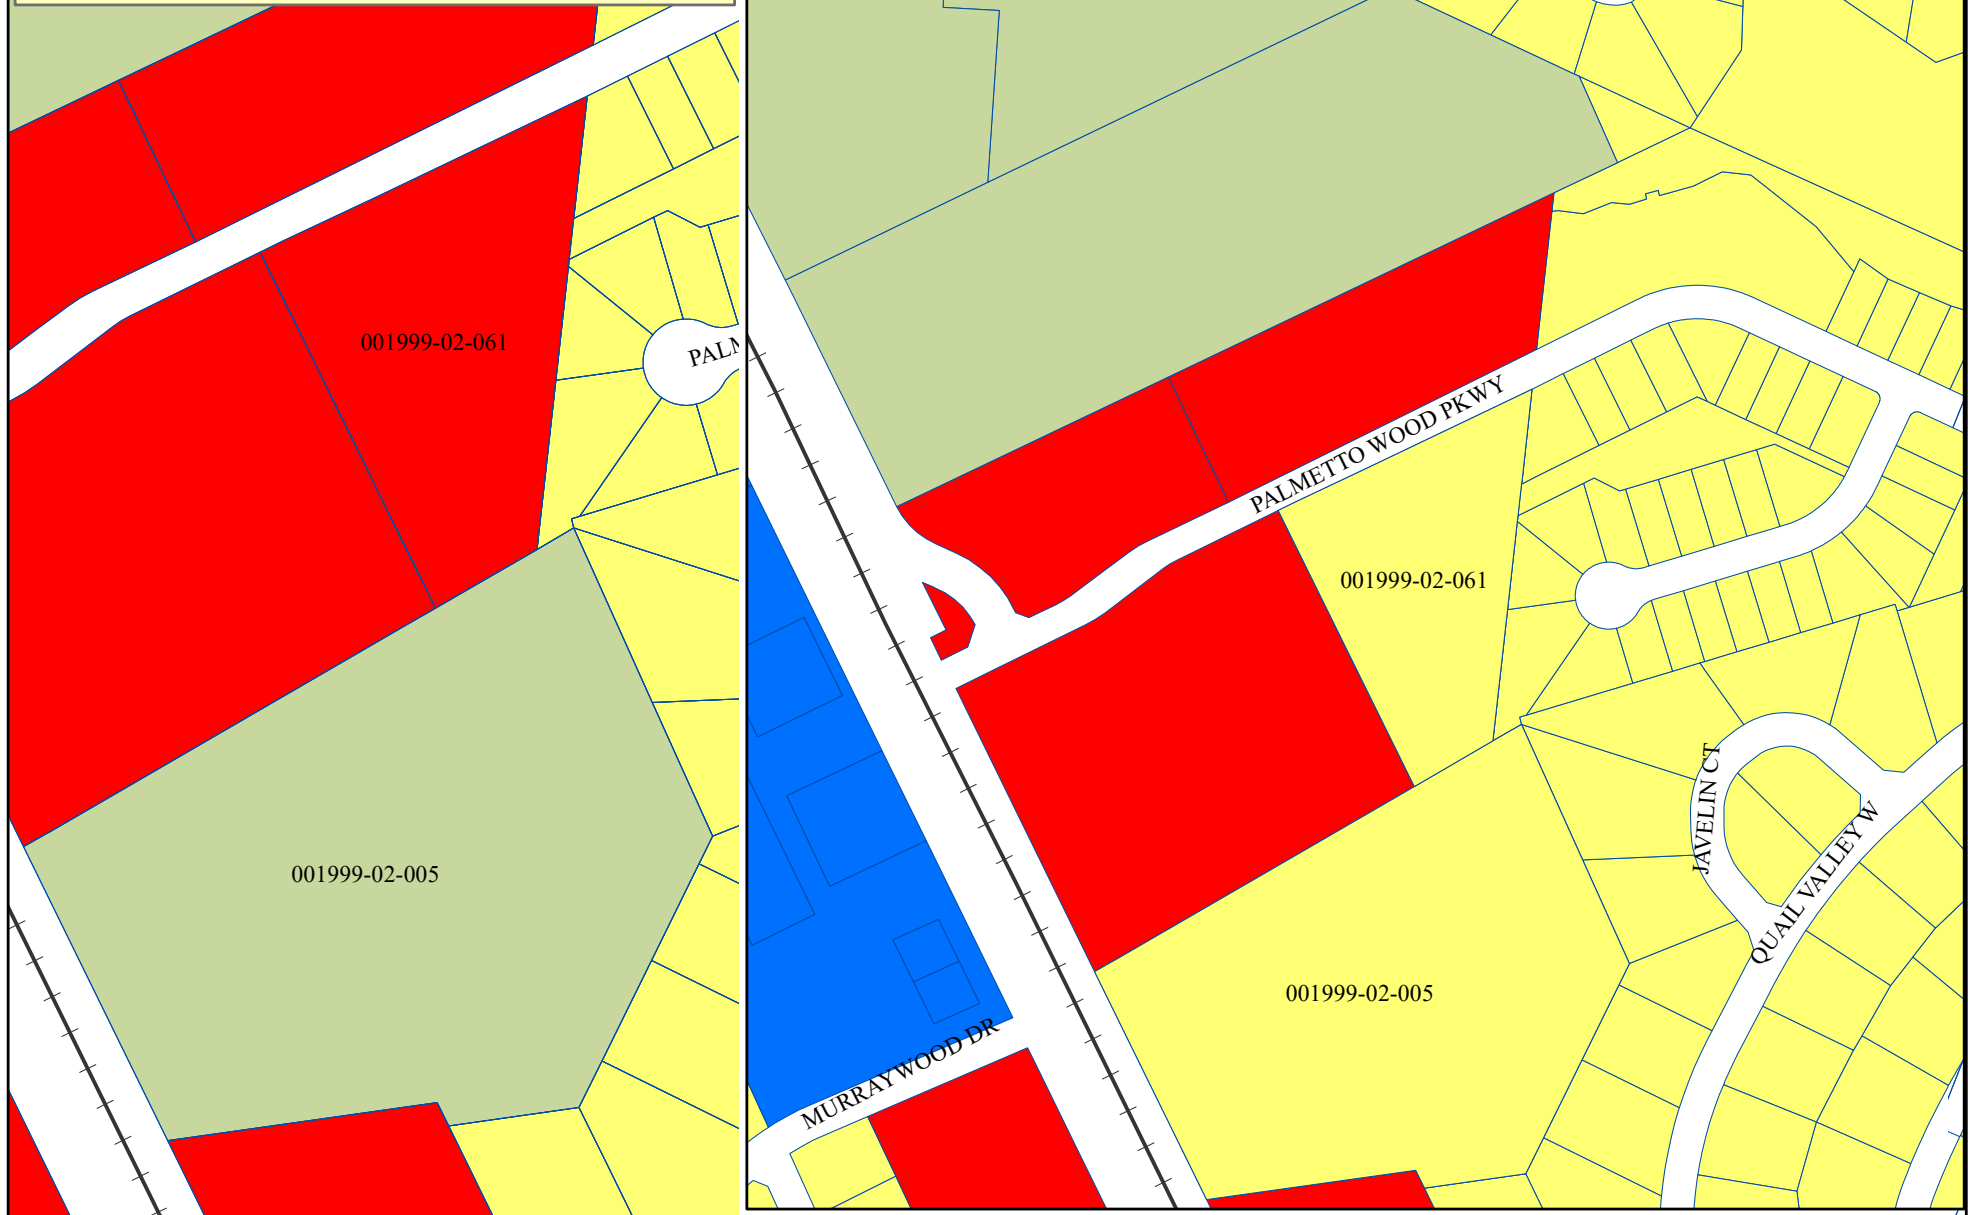 001999-02-061
PALM
001999-02-005
PALMETTO WOOD PKWY
001999-02-061
JAVELIN CT
QUAIL VALLEY W
001999-02-005
MURRAYWOOD DR